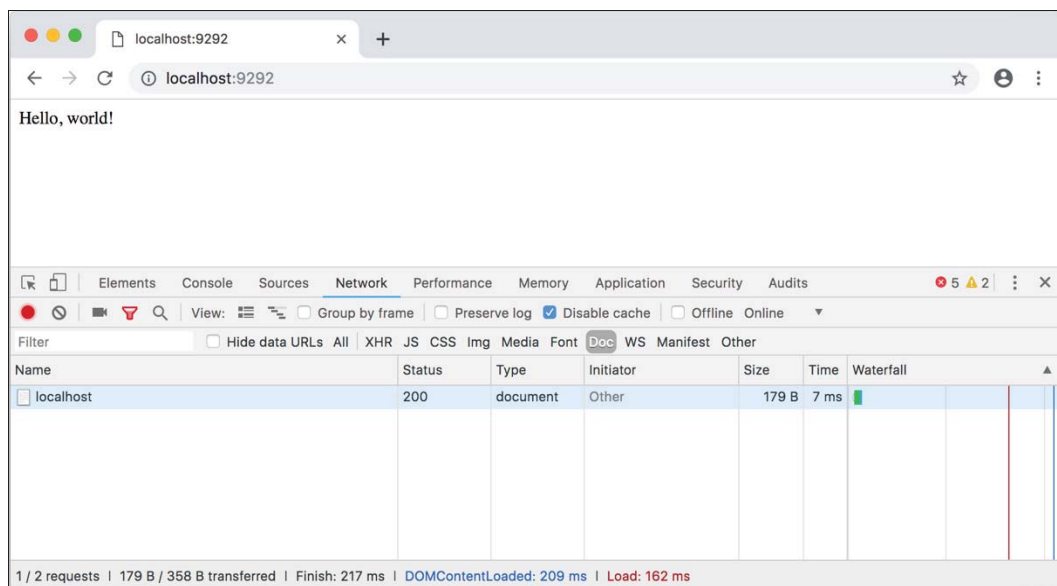 localhost:9292
localhost:9292
Hello, world!
Elements Console Sources Network Performance Memory Application Security Audits 5 2
View: Group by frame Preserve log Disable cache Offline Online
Filter Hide data URLs All XHR JS CSS Img Media Font Doc WS Manifest Other
Name Status Type Initiator Size Time Waterfall
localhost 200 document Other 179 B 7 ms
1 / 2 requests | 179 B / 358 B transferred | Finish: 217 ms | DOMContentLoaded: 209 ms | Load: 162 ms